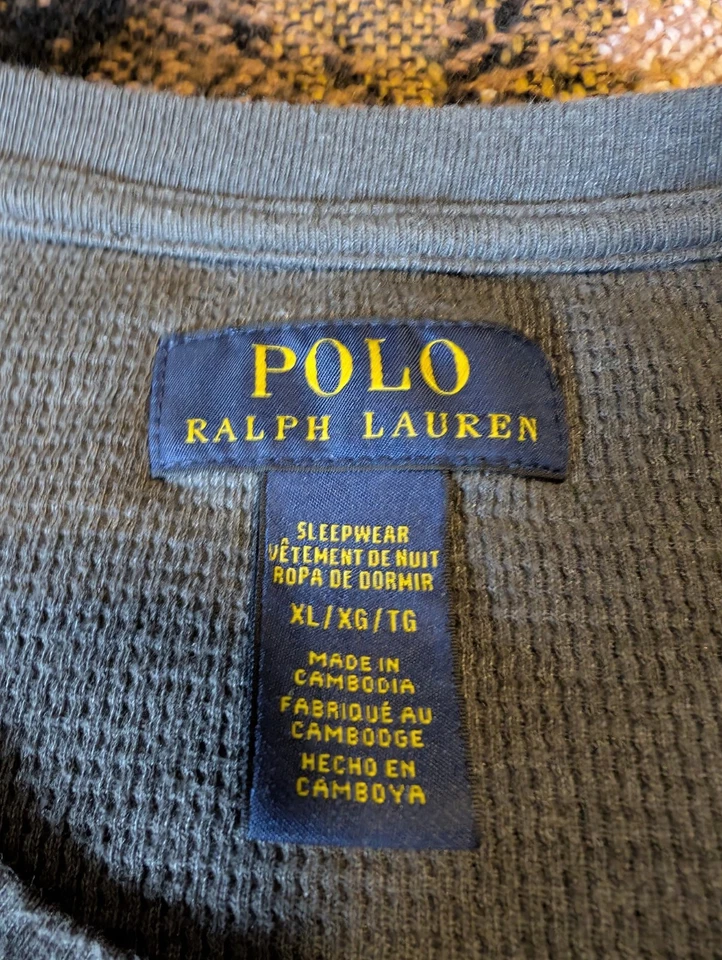 POLO
RALPH LAUREN
SLEEPWEAR
VÊTEMENT DE NUIT
ROPA DE DORMIR
XL/XG/TG
MADE IN
CAMBODIA
FABRIQUÉ AU
CAMBODGE
HECHO EN
CAMBOYA